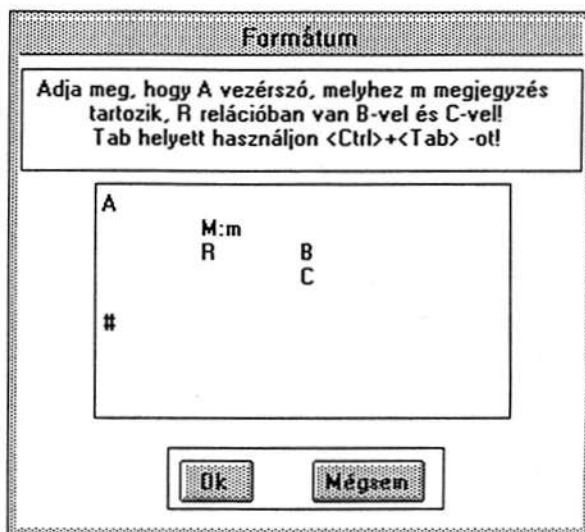 Formátum
Adja meg, hogy A vezérszó, melyhez m megjegyzés
tartozik, R relációban van B-vel és C-vel!
Tab helyett használjon <Ctrl>+<Tab> -ot!
A
M:m
R B
C
#
Ok Mégsem